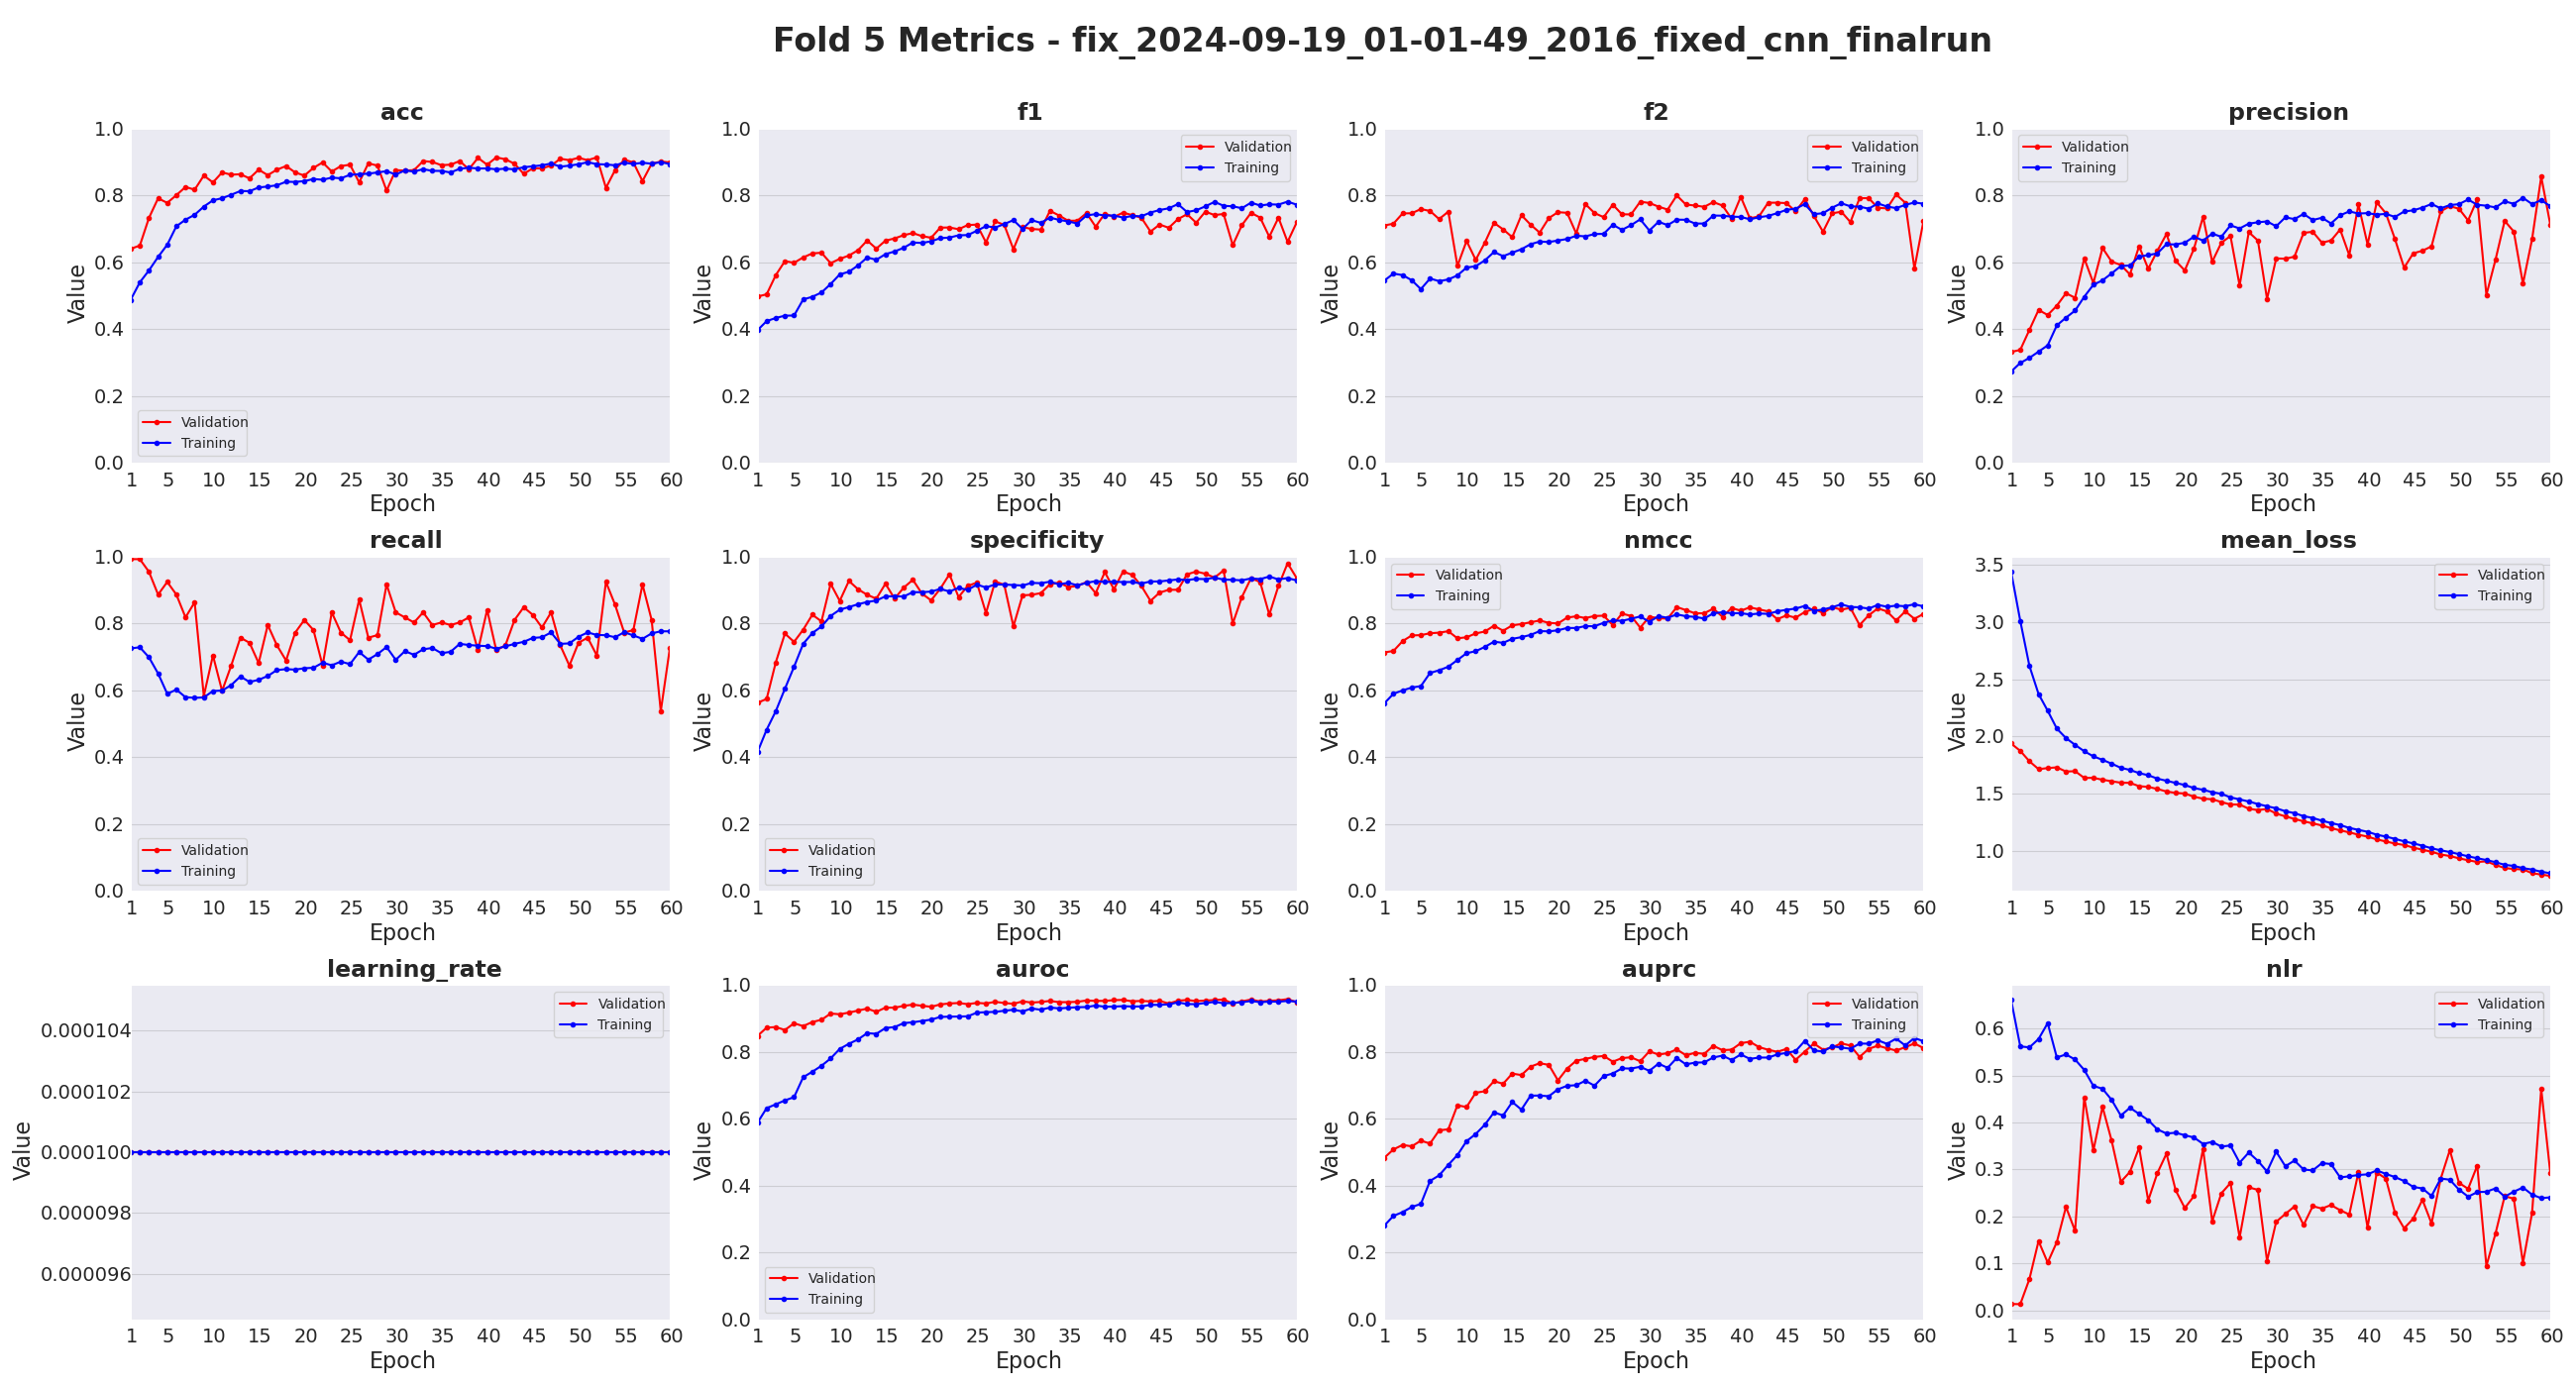 Fold 5 Metrics - fix_2024-09-19_01-01-49_2016_fixed_cnn_finalrun
acc
1.0
0.8
0.6
0.4
0.2
0.0
Value
Validation
Training
1 5 10 15 20 25 30 35 40 45 50 55 60
Epoch
f1
1.0
0.8
0.6
0.4
0.2
0.0
Value
Validation
Training
1 5 10 15 20 25 30 35 40 45 50 55 60
Epoch
f2
1.0
0.8
0.6
0.4
0.2
0.0
Value
Validation
Training
1 5 10 15 20 25 30 35 40 45 50 55 60
Epoch
precision
1.0
0.8
0.6
0.4
0.2
0.0
Value
Validation
Training
1 5 10 15 20 25 30 35 40 45 50 55 60
Epoch
recall
1.0
0.8
0.6
0.4
0.2
0.0
Value
Validation
Training
1 5 10 15 20 25 30 35 40 45 50 55 60
Epoch
specificity
1.0
0.8
0.6
0.4
0.2
0.0
Value
Validation
Training
1 5 10 15 20 25 30 35 40 45 50 55 60
Epoch
nmcc
1.0
0.8
0.6
0.4
0.2
0.0
Value
Validation
Training
1 5 10 15 20 25 30 35 40 45 50 55 60
Epoch
mean_loss
3.5
3.0
2.5
2.0
1.5
1.0
Value
Validation
Training
1 5 10 15 20 25 30 35 40 45 50 55 60
Epoch
learning_rate
0.000104
0.000102
0.000100
0.000098
0.000096
Value
Validation
Training
1 5 10 15 20 25 30 35 40 45 50 55 60
Epoch
auroc
1.0
0.8
0.6
0.4
0.2
0.0
Value
Validation
Training
1 5 10 15 20 25 30 35 40 45 50 55 60
Epoch
auprc
1.0
0.8
0.6
0.4
0.2
0.0
Value
Validation
Training
1 5 10 15 20 25 30 35 40 45 50 55 60
Epoch
nlr
0.6
0.5
0.4
0.3
0.2
0.1
0.0
Value
Validation
Training
1 5 10 15 20 25 30 35 40 45 50 55 60
Epoch